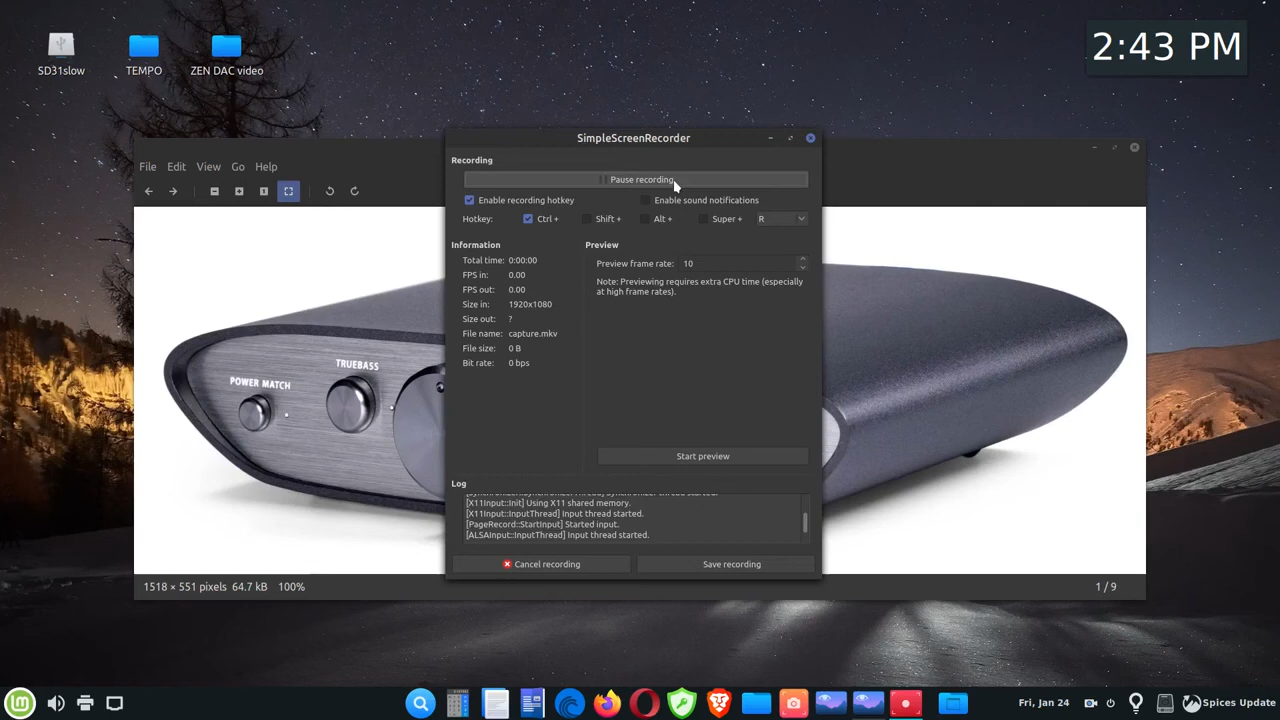 SD31slow
TEMPO
ZEN DAC video
2:43 PM
File Edit View Go Help
SimpleScreenRecorder
Recording
Pause recording
Enable recording hotkey
Enable sound notifications
Hotkey: Ctrl + Shift + Alt + Super + R
Information
Total time: 0:00:00
FPS in: 0.00
FPS out: 0.00
Size in: 1920x1080
Size out: ?
File name: capture.mkv
File size: 0 B
Bit rate: 0 bps
Preview
Preview frame rate: 10
Note: Previewing requires extra CPU time (especially
at high frame rates).
Start preview
POWER MATCH
TRUEBASS
Log
[X11Input::Init] Using X11 shared memory.
[X11Input::InputThread] Input thread started.
[PageRecord::StartInput] Started input.
[ALSAInput::InputThread] Input thread started.
Cancel recording
Save recording
1518 × 551 pixels 64.7 kB 100%
1 / 9
Fri, Jan 24
Spices Update